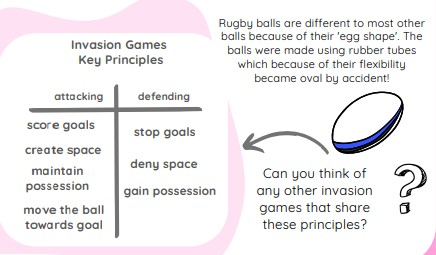 Invasion Games
Key Principles
attacking
defending
score goals
create space
maintain
possession
move the ball
towards goal
stop goals
deny space
gain possession
Rugby balls are different to most other
balls because of their 'egg shape'. The
balls were made using rubber tubes
which because of their flexibility
became oval by accident!
Can you think of
any other invasion
games that share
these principles?
?